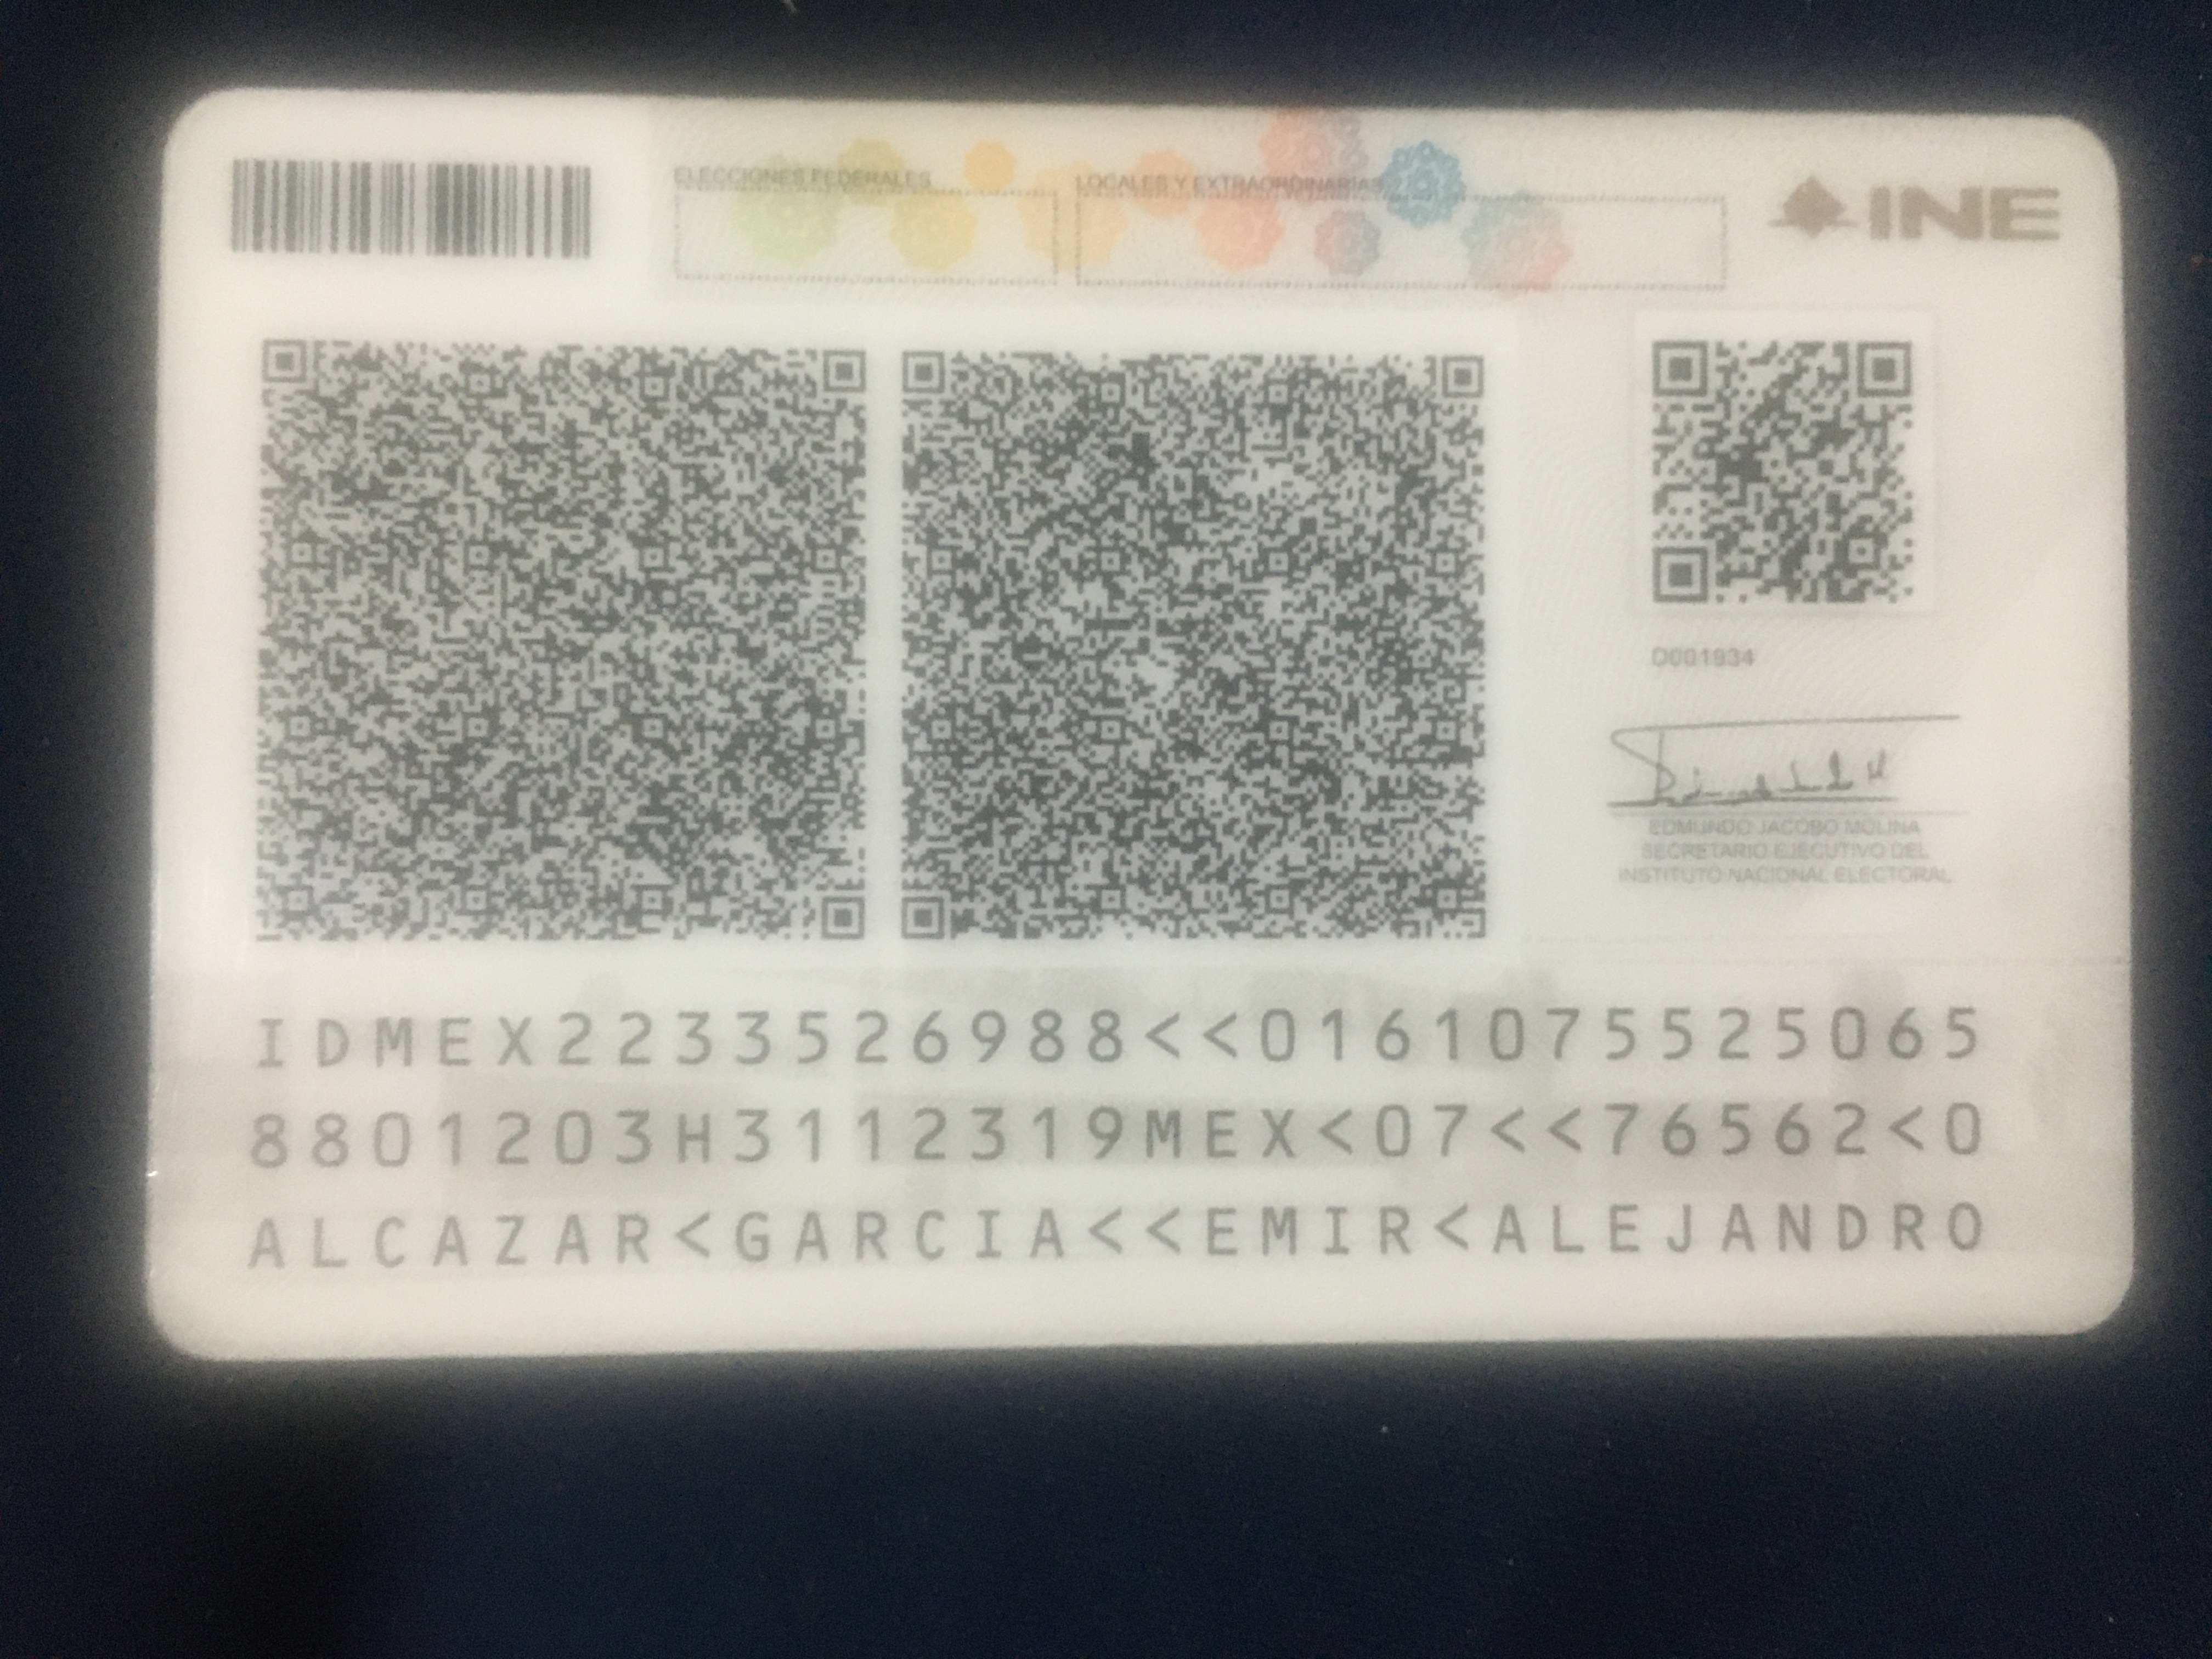 ELECCIONES FEDERALES
LOCALES Y EXTRAORDINARIAS
INE
D001934
EDMUNDO JACOBO MOLINA
SECRETARIO EJECUTIVO DEL
INSTITUTO NACIONAL ELECTORAL
IDMEX2233526988<<0161075525065
8801203H3112319MEX<07<<76562<0
ALCAZAR<GARCIA<<EMIR<ALEJANDRO